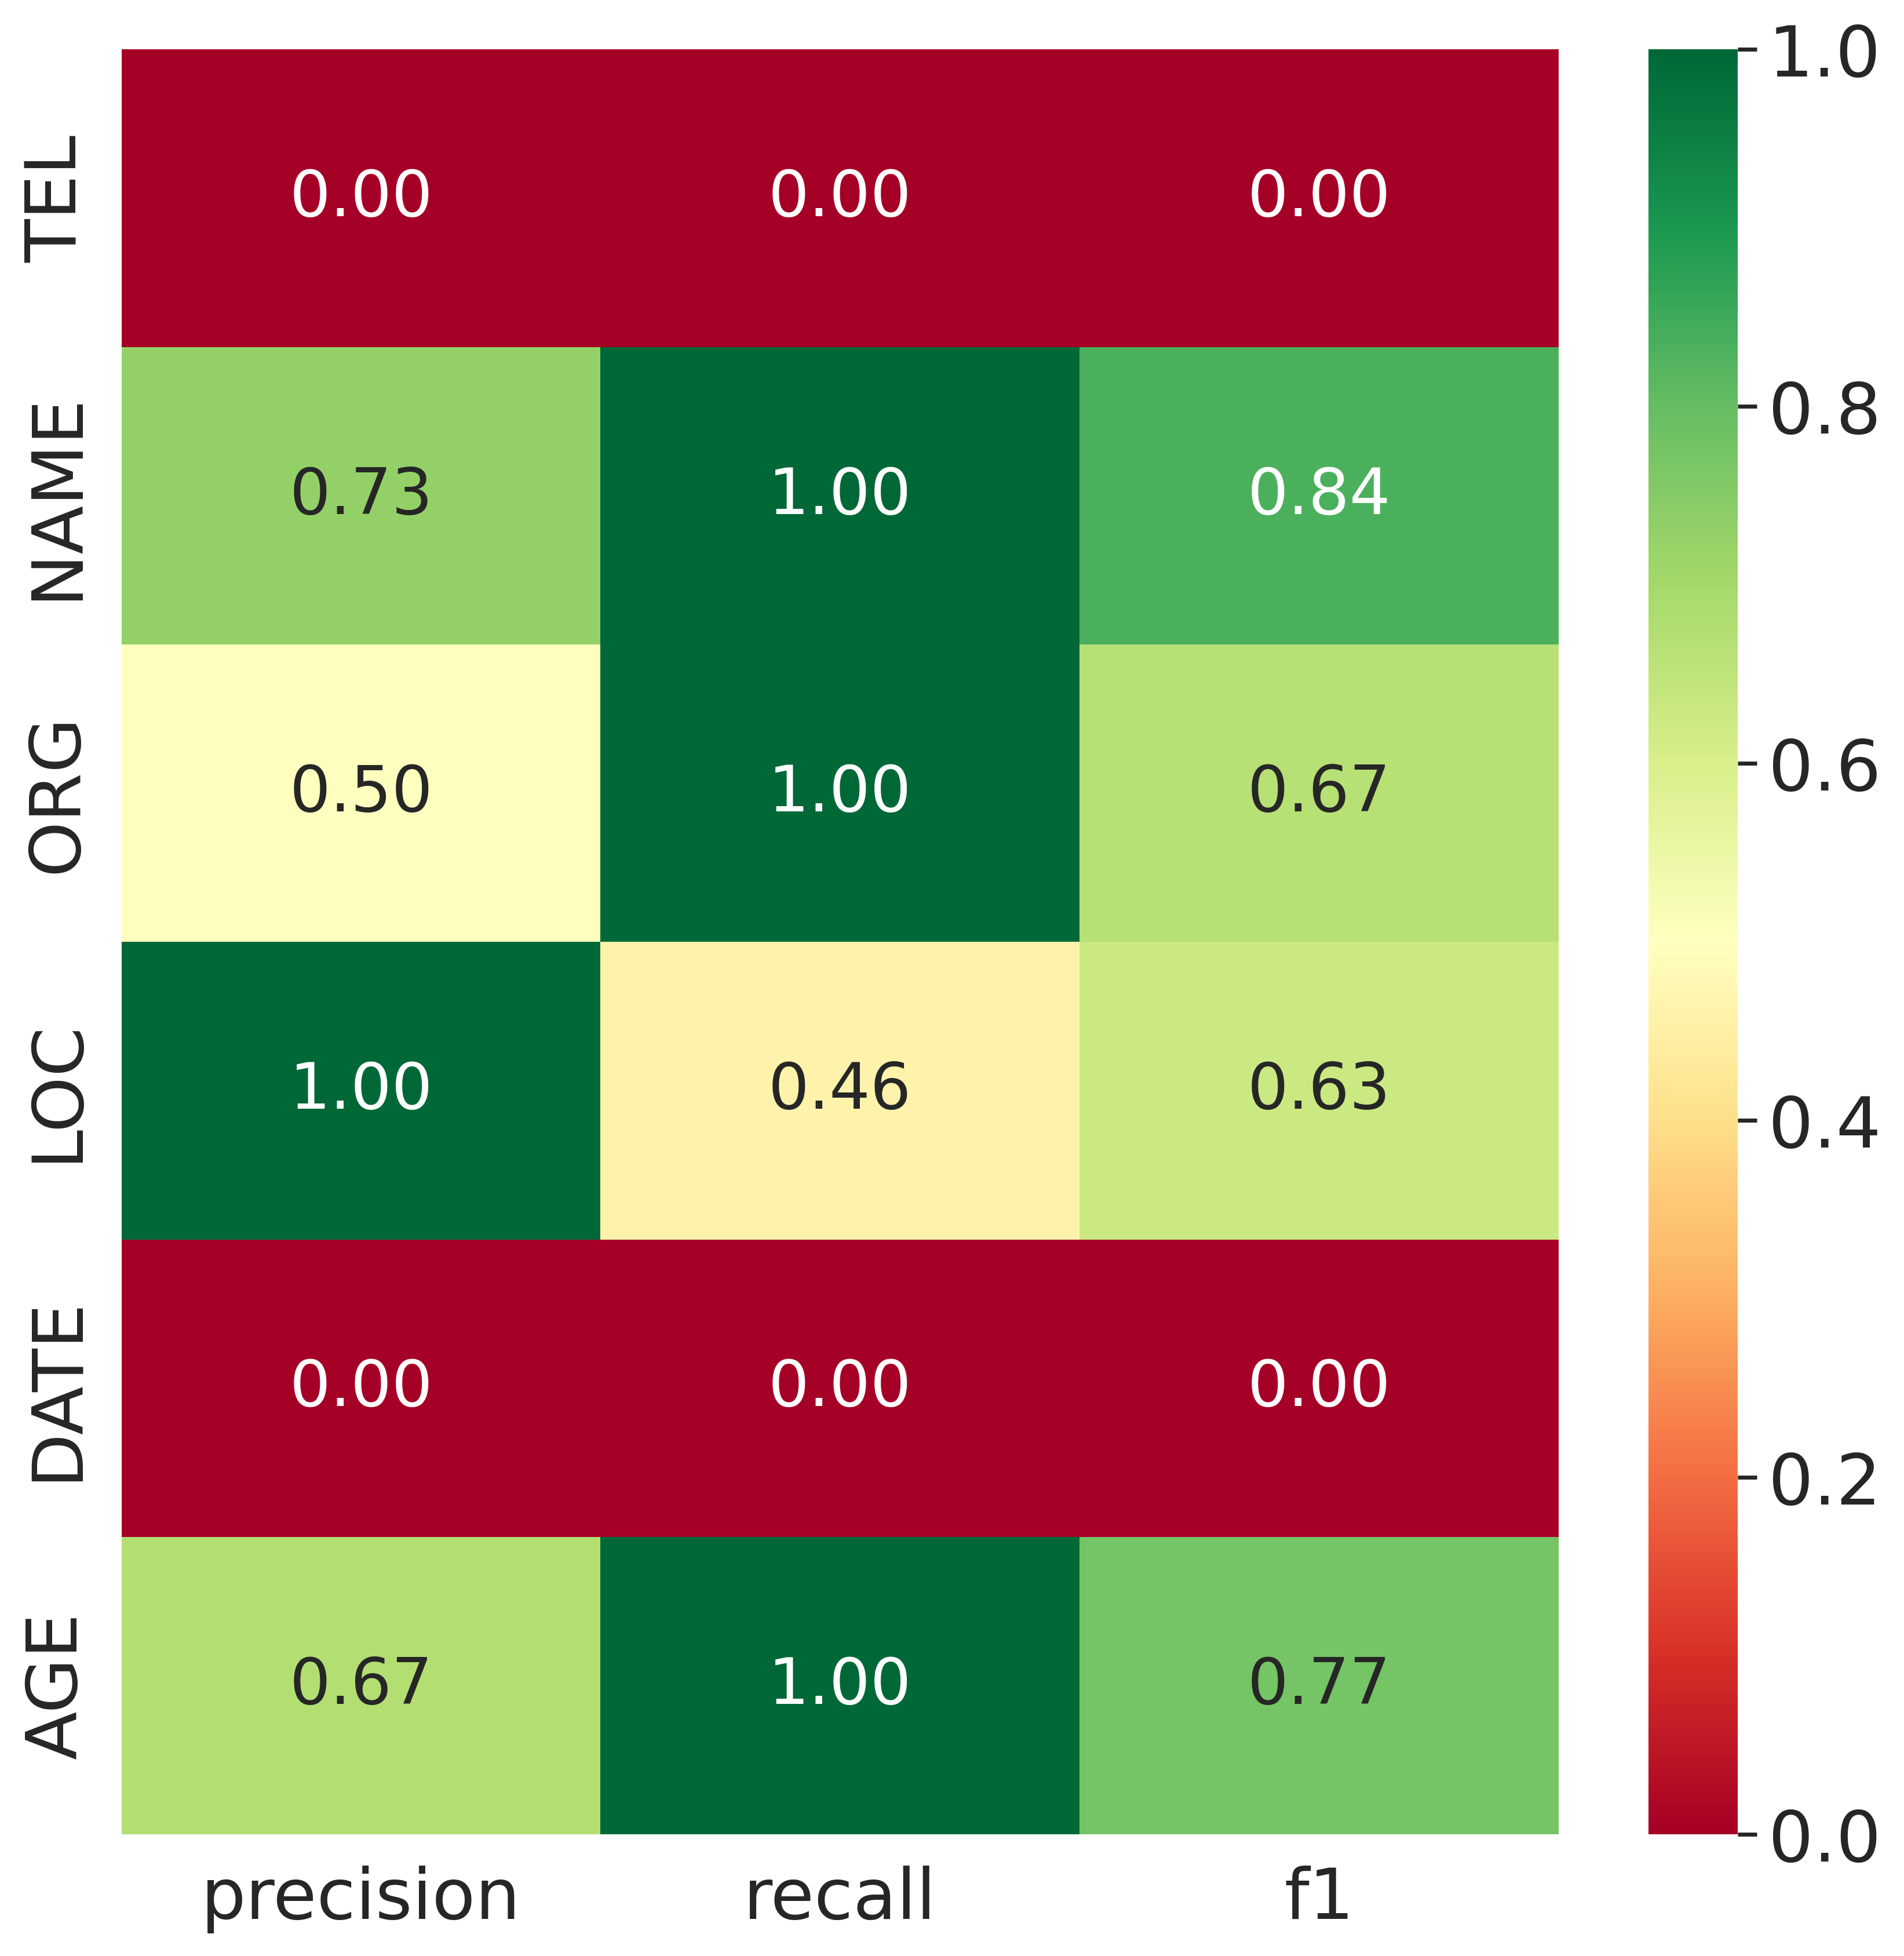 TEL 0.00 0.00 0.00
NAME 0.73 1.00 0.84
ORG 0.50 1.00 0.67
LOC 1.00 0.46 0.63
DATE 0.00 0.00 0.00
AGE 0.67 1.00 0.77
precision recall f1
1.0
0.8
0.6
0.4
0.2
0.0